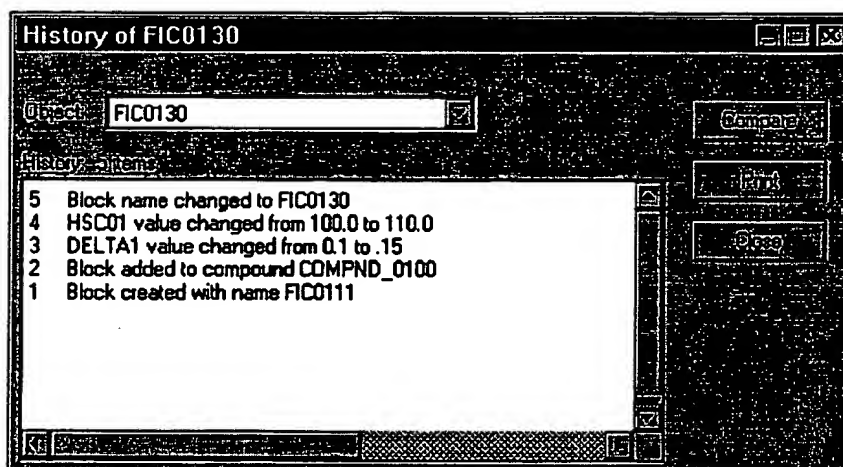 History of FIC0130
Object FIC0130
Compare
History - 5 items
Print
Close
5 Block name changed to FIC0130
4 HSC01 value changed from 100.0 to 110.0
3 DELTA1 value changed from 0.1 to .15
2 Block added to compound COMPND_0100
1 Block created with name FIC0111